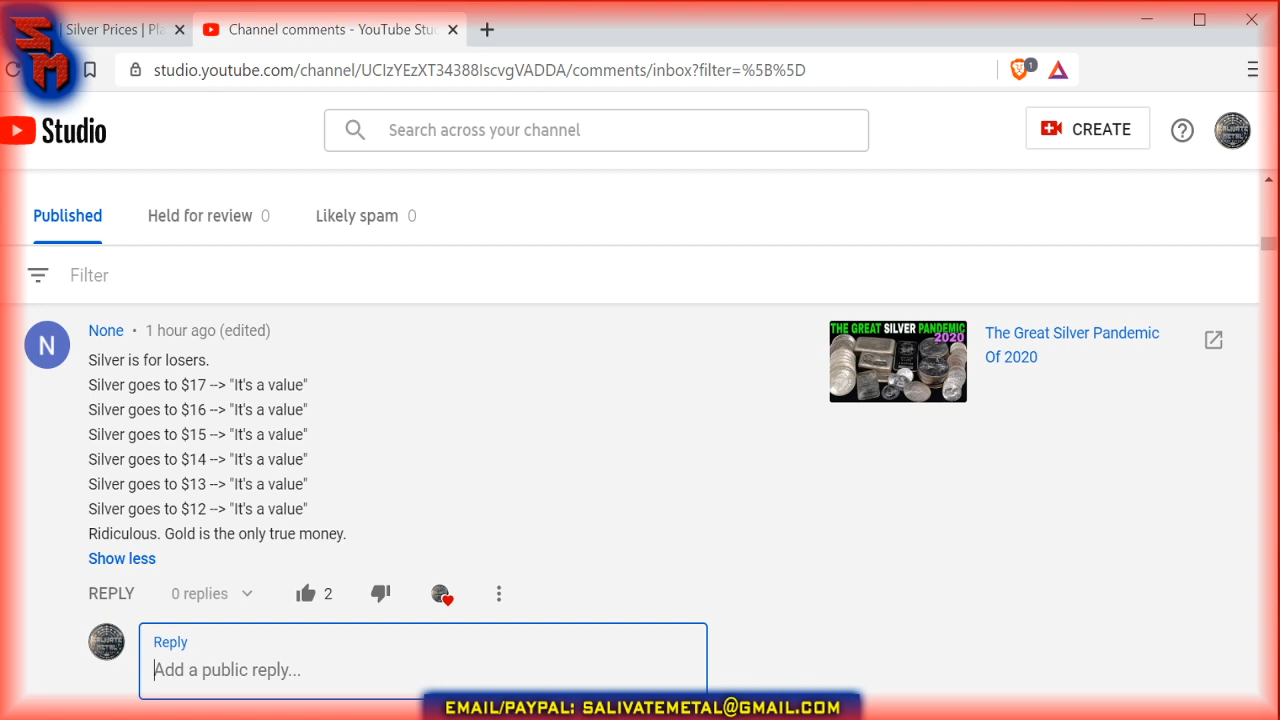 SM
Silver Prices | Pla
Channel comments - YouTube Stu
studio.youtube.com/channel/UCIzYEzXT34388IscvgVADDA/comments/inbox?filter=%5B%5D
1
Studio
Search across your channel
CREATE
Published
Held for review 0
Likely spam 0
Filter
N
None • 1 hour ago (edited)
Silver is for losers.
Silver goes to $17 --> "It's a value"
Silver goes to $16 --> "It's a value"
Silver goes to $15 --> "It's a value"
Silver goes to $14 --> "It's a value"
Silver goes to $13 --> "It's a value"
Silver goes to $12 --> "It's a value"
Ridiculous. Gold is the only true money.
Show less
THE GREAT SILVER PANDEMIC
2020
The Great Silver Pandemic
Of 2020
REPLY
0 replies
2
Reply
Add a public reply...
EMAIL/PAYPAL: SALIVATEMETAL@GMAIL.COM